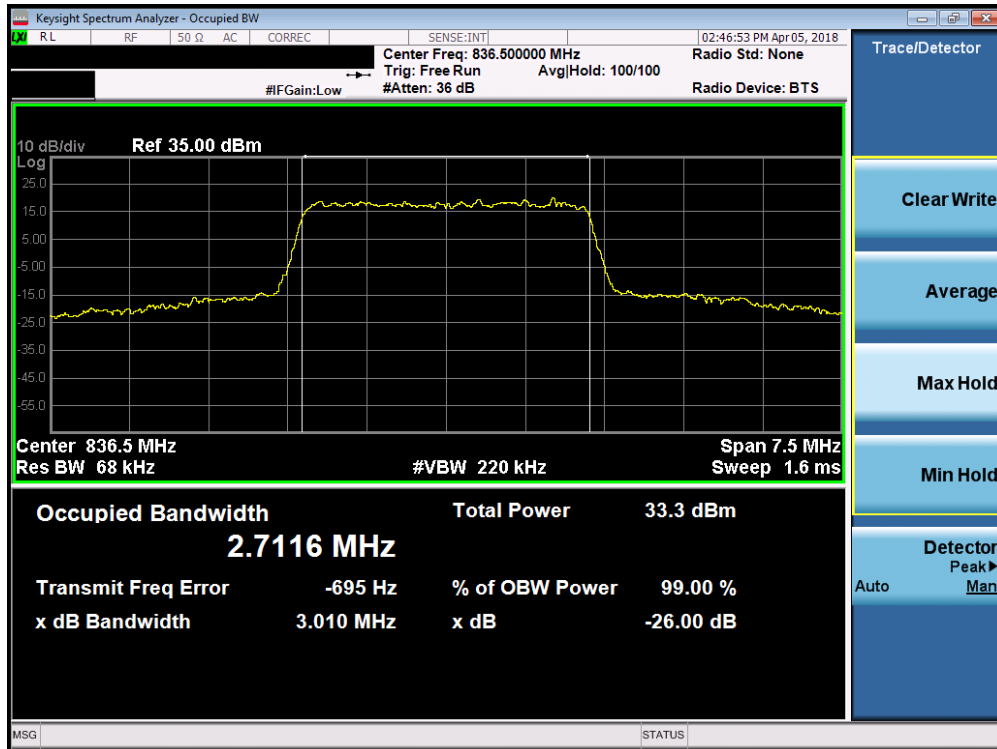 Keysight Spectrum Analyzer - Occupied BW
LXI RL RF 50 Ω AC CORREC SENSE:INT 02:46:53 PM Apr 05, 2018
Center Freq: 836.500000 MHz Radio Std: None
Trig: Free Run Avg|Hold: 100/100
#IFGain:Low #Atten: 36 dB Radio Device: BTS
Trace/Detector
10 dB/div Ref 35.00 dBm
Log
25.0
15.0
5.00
-5.00
-15.0
-25.0
-35.0
-45.0
-55.0
Center 836.5 MHz Span 7.5 MHz
Res BW 68 kHz #VBW 220 kHz Sweep 1.6 ms
Occupied Bandwidth Total Power 33.3 dBm
2.7116 MHz
Transmit Freq Error -695 Hz % of OBW Power 99.00 %
x dB Bandwidth 3.010 MHz x dB -26.00 dB
Clear Write
Average
Max Hold
Min Hold
Detector
Peak▶
Auto Man
MSG STATUS